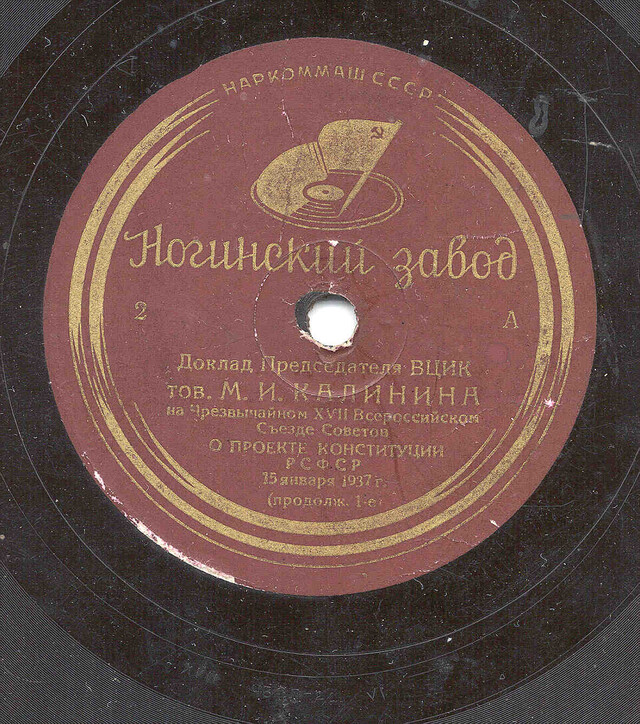 НАРКОММАШ СССР
Ногинский завод
2 А
Доклад Председателя ВЦИК
тов. М. И. КАЛИНИНА
на Чрезвычайном XVII Всероссийском
Съезде Советов
О ПРОЕКТЕ КОНСТИТУЦИИ
РСФСР
15 января 1937 г.
(продолж. 1-е)